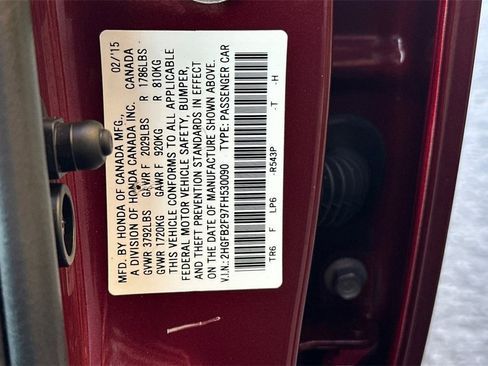 MFD. BY HONDA OF CANADA MFG., 02/'15
A DIVISION OF HONDA CANADA INC. CANADA
GVWR 3792LBS GAWR F 2029LBS R 1786LBS
GVWR 1720KG GAWR F 920KG R 810KG
THIS VEHICLE CONFORMS TO ALL APPLICABLE
FEDERAL MOTOR VEHICLE SAFETY, BUMPER,
AND THEFT PREVENTION STANDARDS IN EFFECT
ON THE DATE OF MANUFACTURE SHOWN ABOVE.
V.I.N.: 2HGFB2F97FH530090 TYPE: PASSENGER CAR
TR6 F LP6 -R543P -T -H